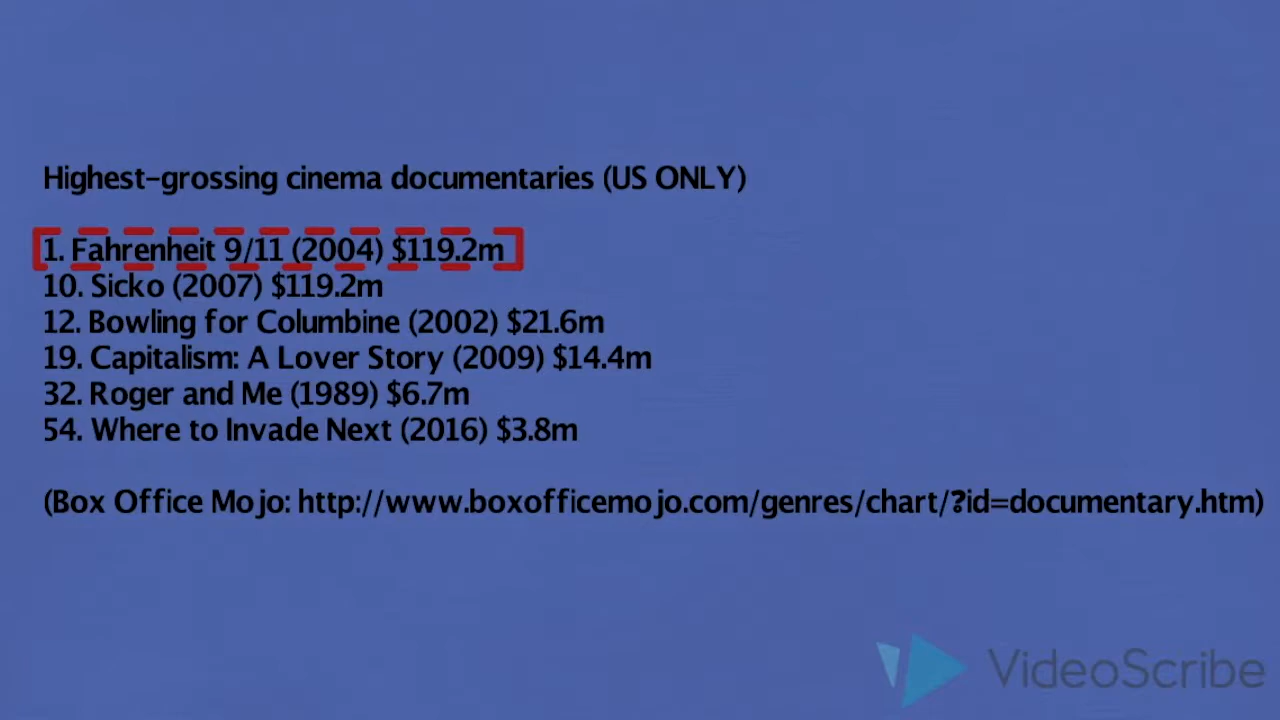 Highest-grossing cinema documentaries (US ONLY)
1. Fahrenheit 9/11 (2004) $119.2m
10. Sicko (2007) $119.2m
12. Bowling for Columbine (2002) $21.6m
19. Capitalism: A Lover Story (2009) $14.4m
32. Roger and Me (1989) $6.7m
54. Where to Invade Next (2016) $3.8m
(Box Office Mojo: http://www.boxofficemojo.com/genres/chart/?id=documentary.htm)
VideoScribe